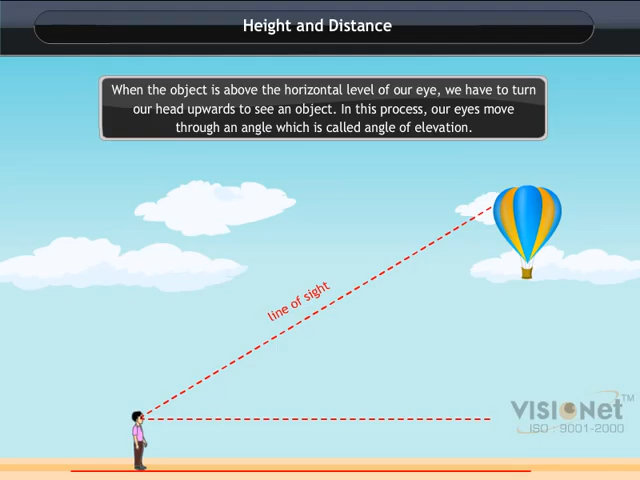 Height and Distance
When the object is above the horizontal level of our eye, we have to turn
our head upwards to see an object. In this process, our eyes move
through an angle which is called angle of elevation.
line of sight
VISIONET TM
ISO : 9001-2000